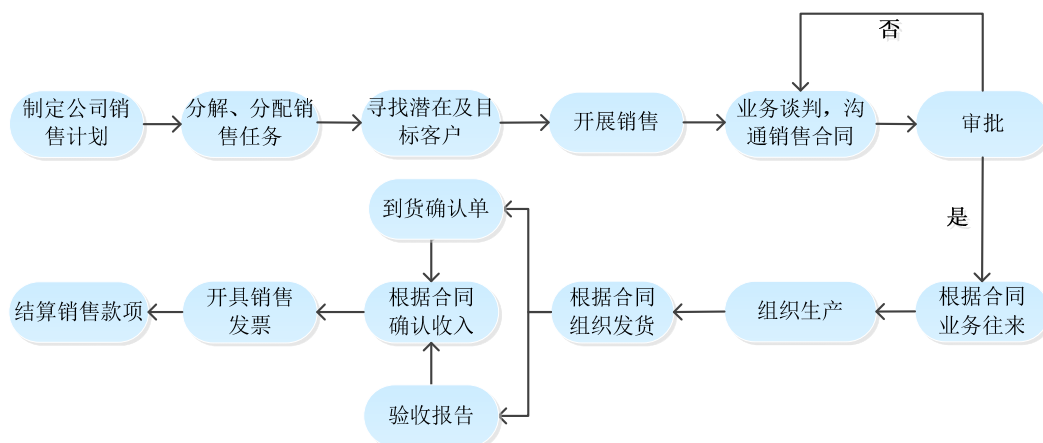 否
制定公司销
售计划
分解、分配销
售任务
寻找潜在及目
标客户
开展销售
业务谈判，沟
通销售合同
审批
是
到货确认单
结算销售款项
开具销售
发票
根据合同
确认收入
根据合同
组织发货
组织生产
根据合同
业务往来
验收报告